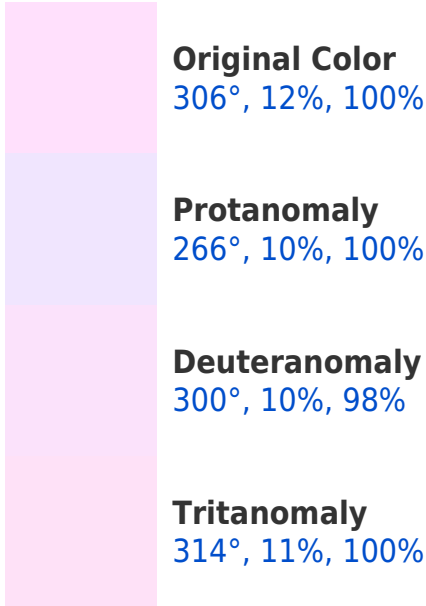 Original Color
306°, 12%, 100%
Protanomaly
266°, 10%, 100%
Deuteranomaly
300°, 10%, 98%
Tritanomaly
314°, 11%, 100%